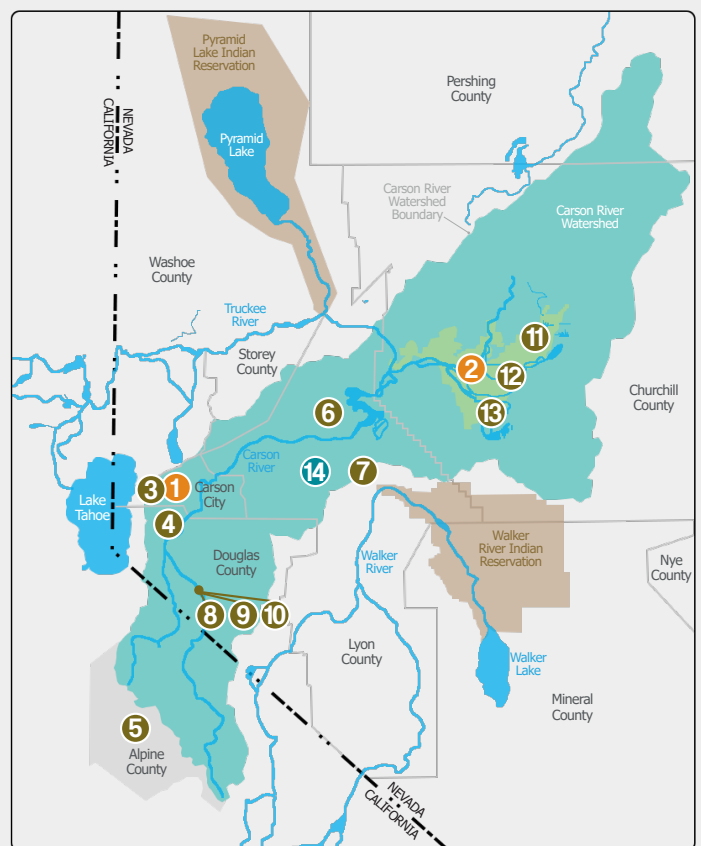 Pyramid
Lake Indian
Reservation
Pershing
County
NEVADA
CALIFORNIA
Pyramid
Lake
Carson River
Watershed
Boundary
Carson River
Watershed
Washoe
County
Truckee
River
Storey
County
11
2
12
Churchill
County
6
13
Carson
River
14
7
3
1
Carson
City
Lake
Tahoe
4
Walker
River Indian
Reservation
Douglas
County
Walker
River
Nye
County
8
9
10
Lyon
County
Walker
Lake
Mineral
County
5
Alpine
County
NEVADA
CALIFORNIA